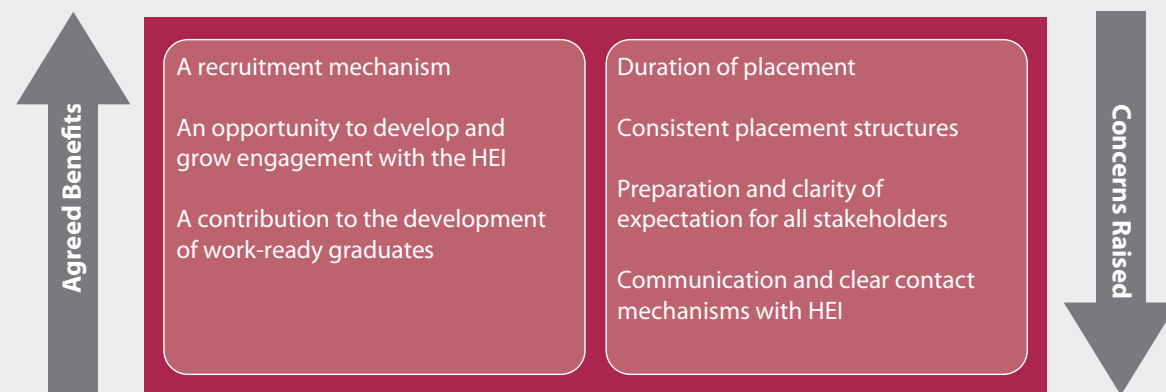 Agreed Benefits
A recruitment mechanism
An opportunity to develop and
grow engagement with the HEI
A contribution to the development
of work-ready graduates
Duration of placement
Consistent placement structures
Preparation and clarity of
expectation for all stakeholders
Communication and clear contact
mechanisms with HEI
Concerns Raised